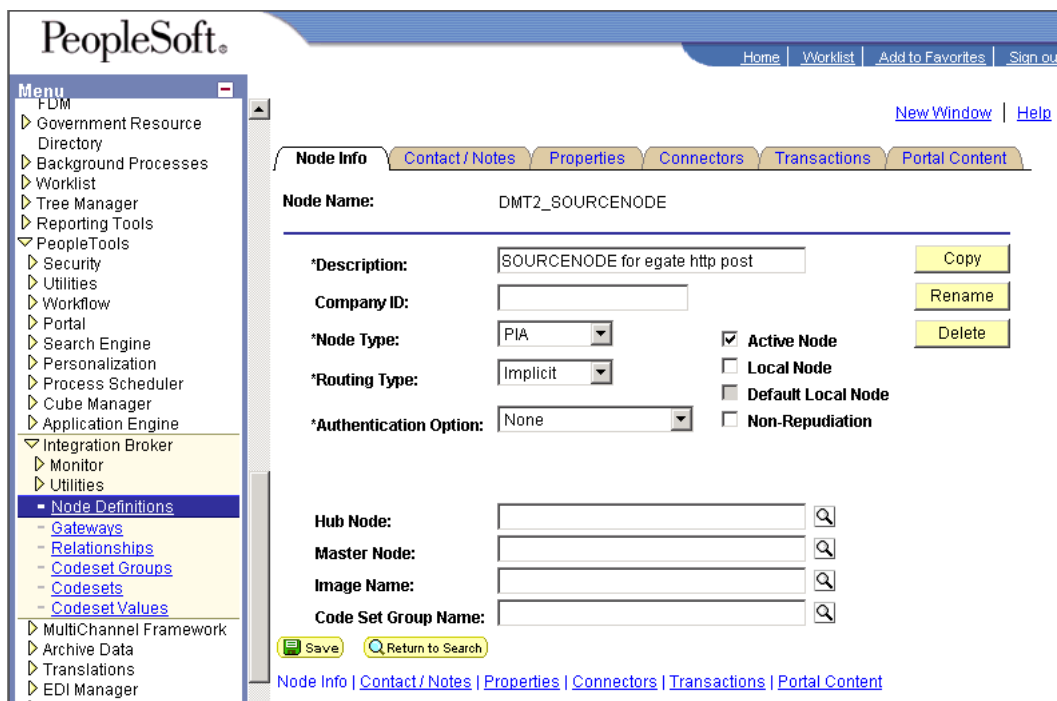 PeopleSoft®
Home | Worklist | Add to Favorites | Sign ou
Menu
FDM
Government Resource
Directory
Background Processes
Worklist
Tree Manager
Reporting Tools
PeopleTools
Security
Utilities
Workflow
Portal
Search Engine
Personalization
Process Scheduler
Cube Manager
Application Engine
Integration Broker
Monitor
Utilities
Node Definitions
Gateways
Relationships
Codeset Groups
Codesets
Codeset Values
MultiChannel Framework
Archive Data
Translations
EDI Manager
New Window | Help
Node Info Contact / Notes Properties Connectors Transactions Portal Content
Node Name: DMT2_SOURCENODE
*Description: SOURCENODE for egate http post Copy
Company ID: Rename
*Node Type: PIA Active Node Delete
Local Node
*Routing Type: Implicit
Default Local Node
*Authentication Option: None Non-Repudiation
Hub Node:
Master Node:
Image Name:
Code Set Group Name:
Save Return to Search
Node Info | Contact / Notes | Properties | Connectors | Transactions | Portal Content